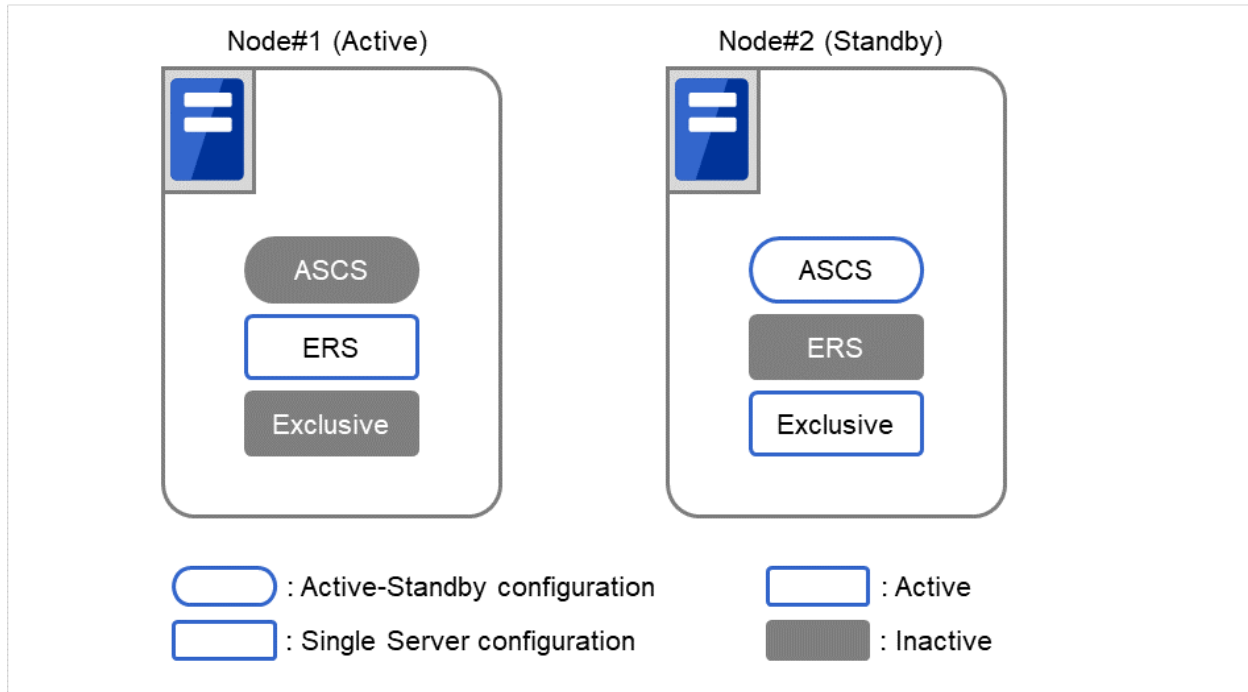 Node#1 (Active)
Node#2 (Standby)
ASCS
ERS
Exclusive
ASCS
ERS
Exclusive
: Active-Standby configuration
: Single Server configuration
: Active
: Inactive